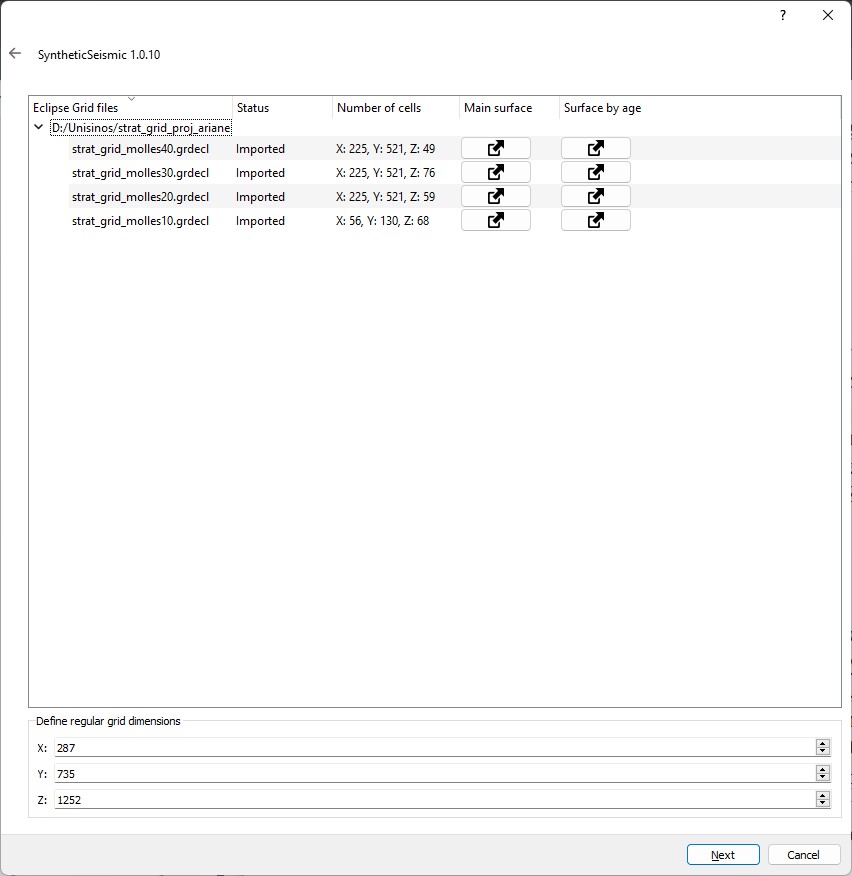 ?
SyntheticSeismic 1.0.10
Eclipse Grid files Status Number of cells Main surface Surface by age
D:/Unisinos/strat_grid_proj_ariane
strat_grid_molles40.grdecl Imported X: 225, Y: 521, Z: 49
strat_grid_molles30.grdecl Imported X: 225, Y: 521, Z: 76
strat_grid_molles20.grdecl Imported X: 225, Y: 521, Z: 59
strat_grid_molles10.grdecl Imported X: 56, Y: 130, Z: 68
Define regular grid dimensions
X: 287
Y: 735
Z: 1252
Next Cancel